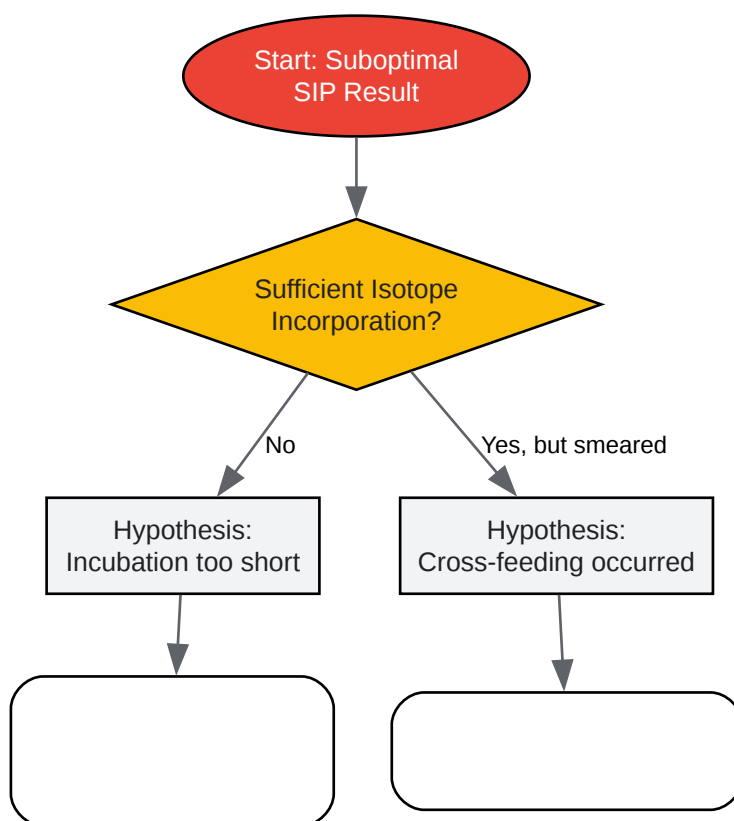 Start: Suboptimal
SIP Result
Sufficient Isotope
Incorporation?
No
Yes, but smeared
Hypothesis:
Incubation too short
Hypothesis:
Cross-feeding occurred